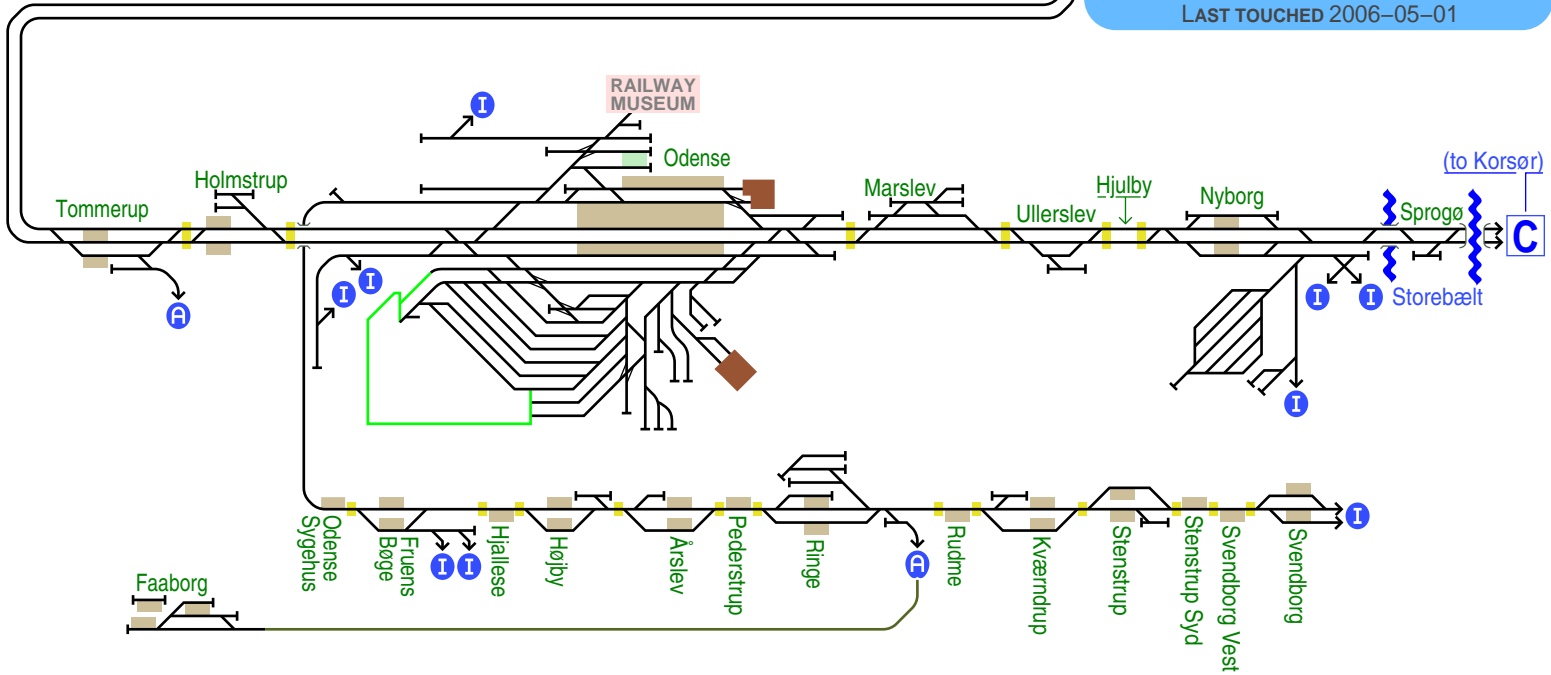 LAST TOUCHED 2006–05–01
RAILWAY
MUSEUM
I
Odense
(to Korsør)
Holmstrup
Marslev
Hjulby
Nyborg
Tommerup
Ullerslev
Sprogø
C
I
I
A
I
I
Storebælt
I
Odense
Sygehus
Fruens
Bøge
I
I
Hjallese
Højby
Årslev
Pederstrup
Ringe
A
Rudme
Kværndrup
Stenstrup
Stenstrup Syd
Svendborg Vest
Svendborg
I
Faaborg